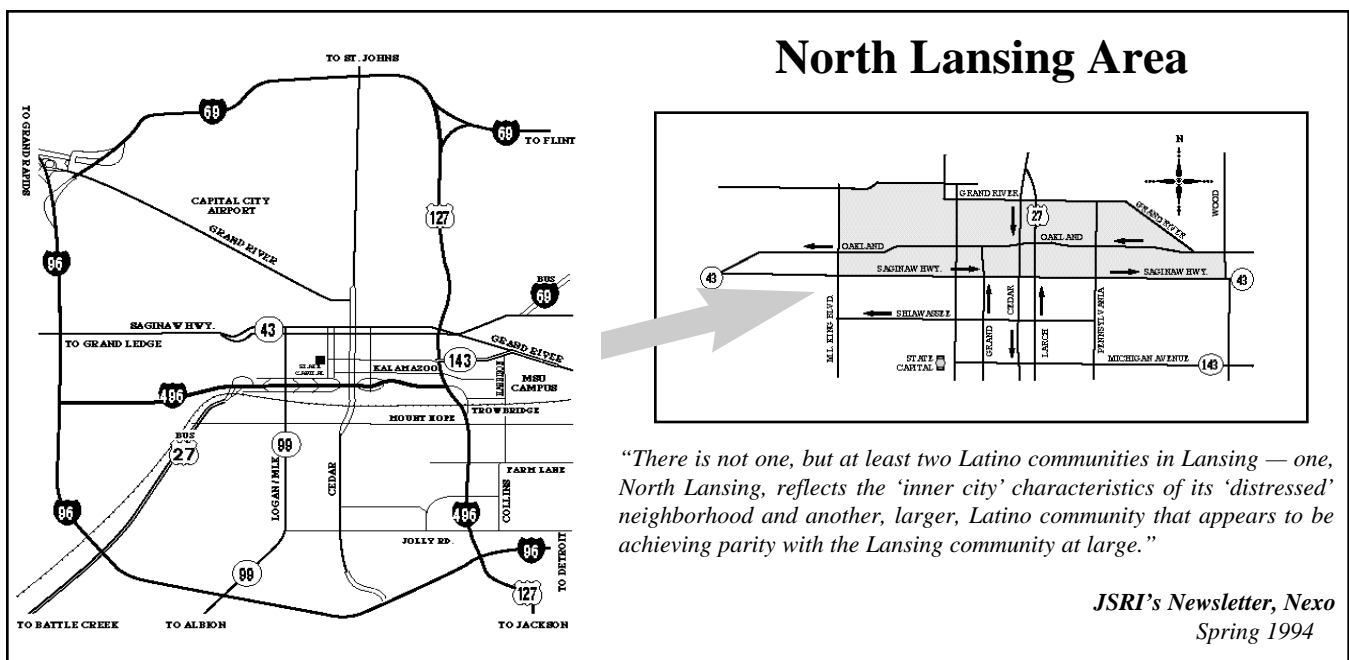 North Lansing Area
TO ST. JOHNS
TO GRAND RAPIDS
69
69
TO FLINT
CAPITAL CITY
AIRPORT
127
GRAND RIVER
96
BUS
69
SAGINAW HWY.
43
TO GRAND LEDGE
GRAND RIVER
143
STATE
CAPITAL
KALAMAZOO
HARRISON
MSU
CAMPUS
496
TROWBRIDGE
MOUNT HOPE
BUS
27
99
LOGAN / MLK
CEDAR
FARM LANE
COLLINS
96
496
JOLLY RD.
96
TO DETROIT
99
127
TO BATTLE CREEK
TO ALBION
TO JACKSON
N
WOOD
GRAND RIVER
27
GRAND RIVER
OAKLAND
OAKLAND
43
SAGINAW HWY.
SAGINAW HWY.
43
M.L. KING BLVD.
SHIAWASSEE
GRAND
CEDAR
LARCH
PENNSYLVANIA
STATE
CAPITAL
MICHIGAN AVENUE
143
“There is not one, but at least two Latino communities in Lansing — one,
North Lansing, reflects the ‘inner city’ characteristics of its ‘distressed’
neighborhood and another, larger, Latino community that appears to be
achieving parity with the Lansing community at large.”
JSRI’s Newsletter, Nexo
Spring 1994